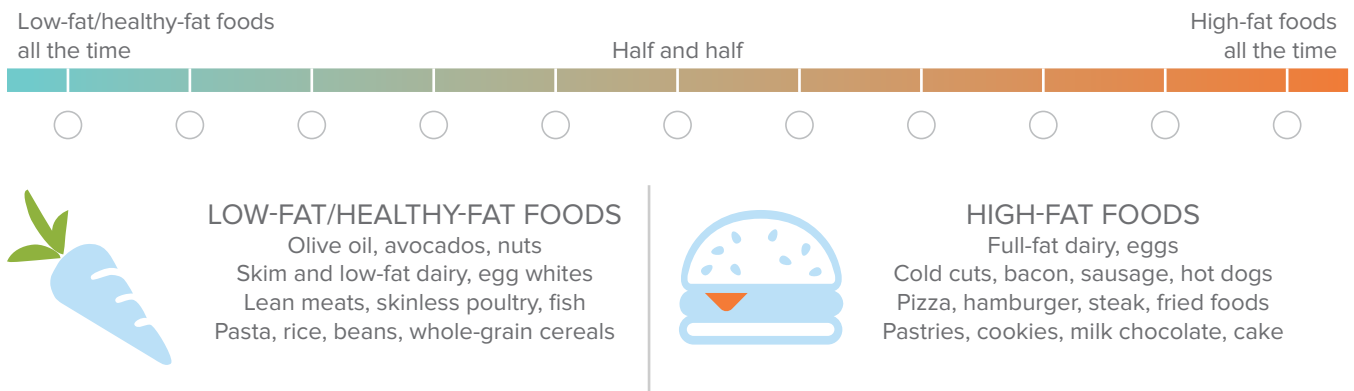 Low-fat/healthy-fat foods
all the time
Half and half
High-fat foods
all the time
LOW-FAT/HEALTHY-FAT FOODS
Olive oil, avocados, nuts
Skim and low-fat dairy, egg whites
Lean meats, skinless poultry, fish
Pasta, rice, beans, whole-grain cereals
HIGH-FAT FOODS
Full-fat dairy, eggs
Cold cuts, bacon, sausage, hot dogs
Pizza, hamburger, steak, fried foods
Pastries, cookies, milk chocolate, cake